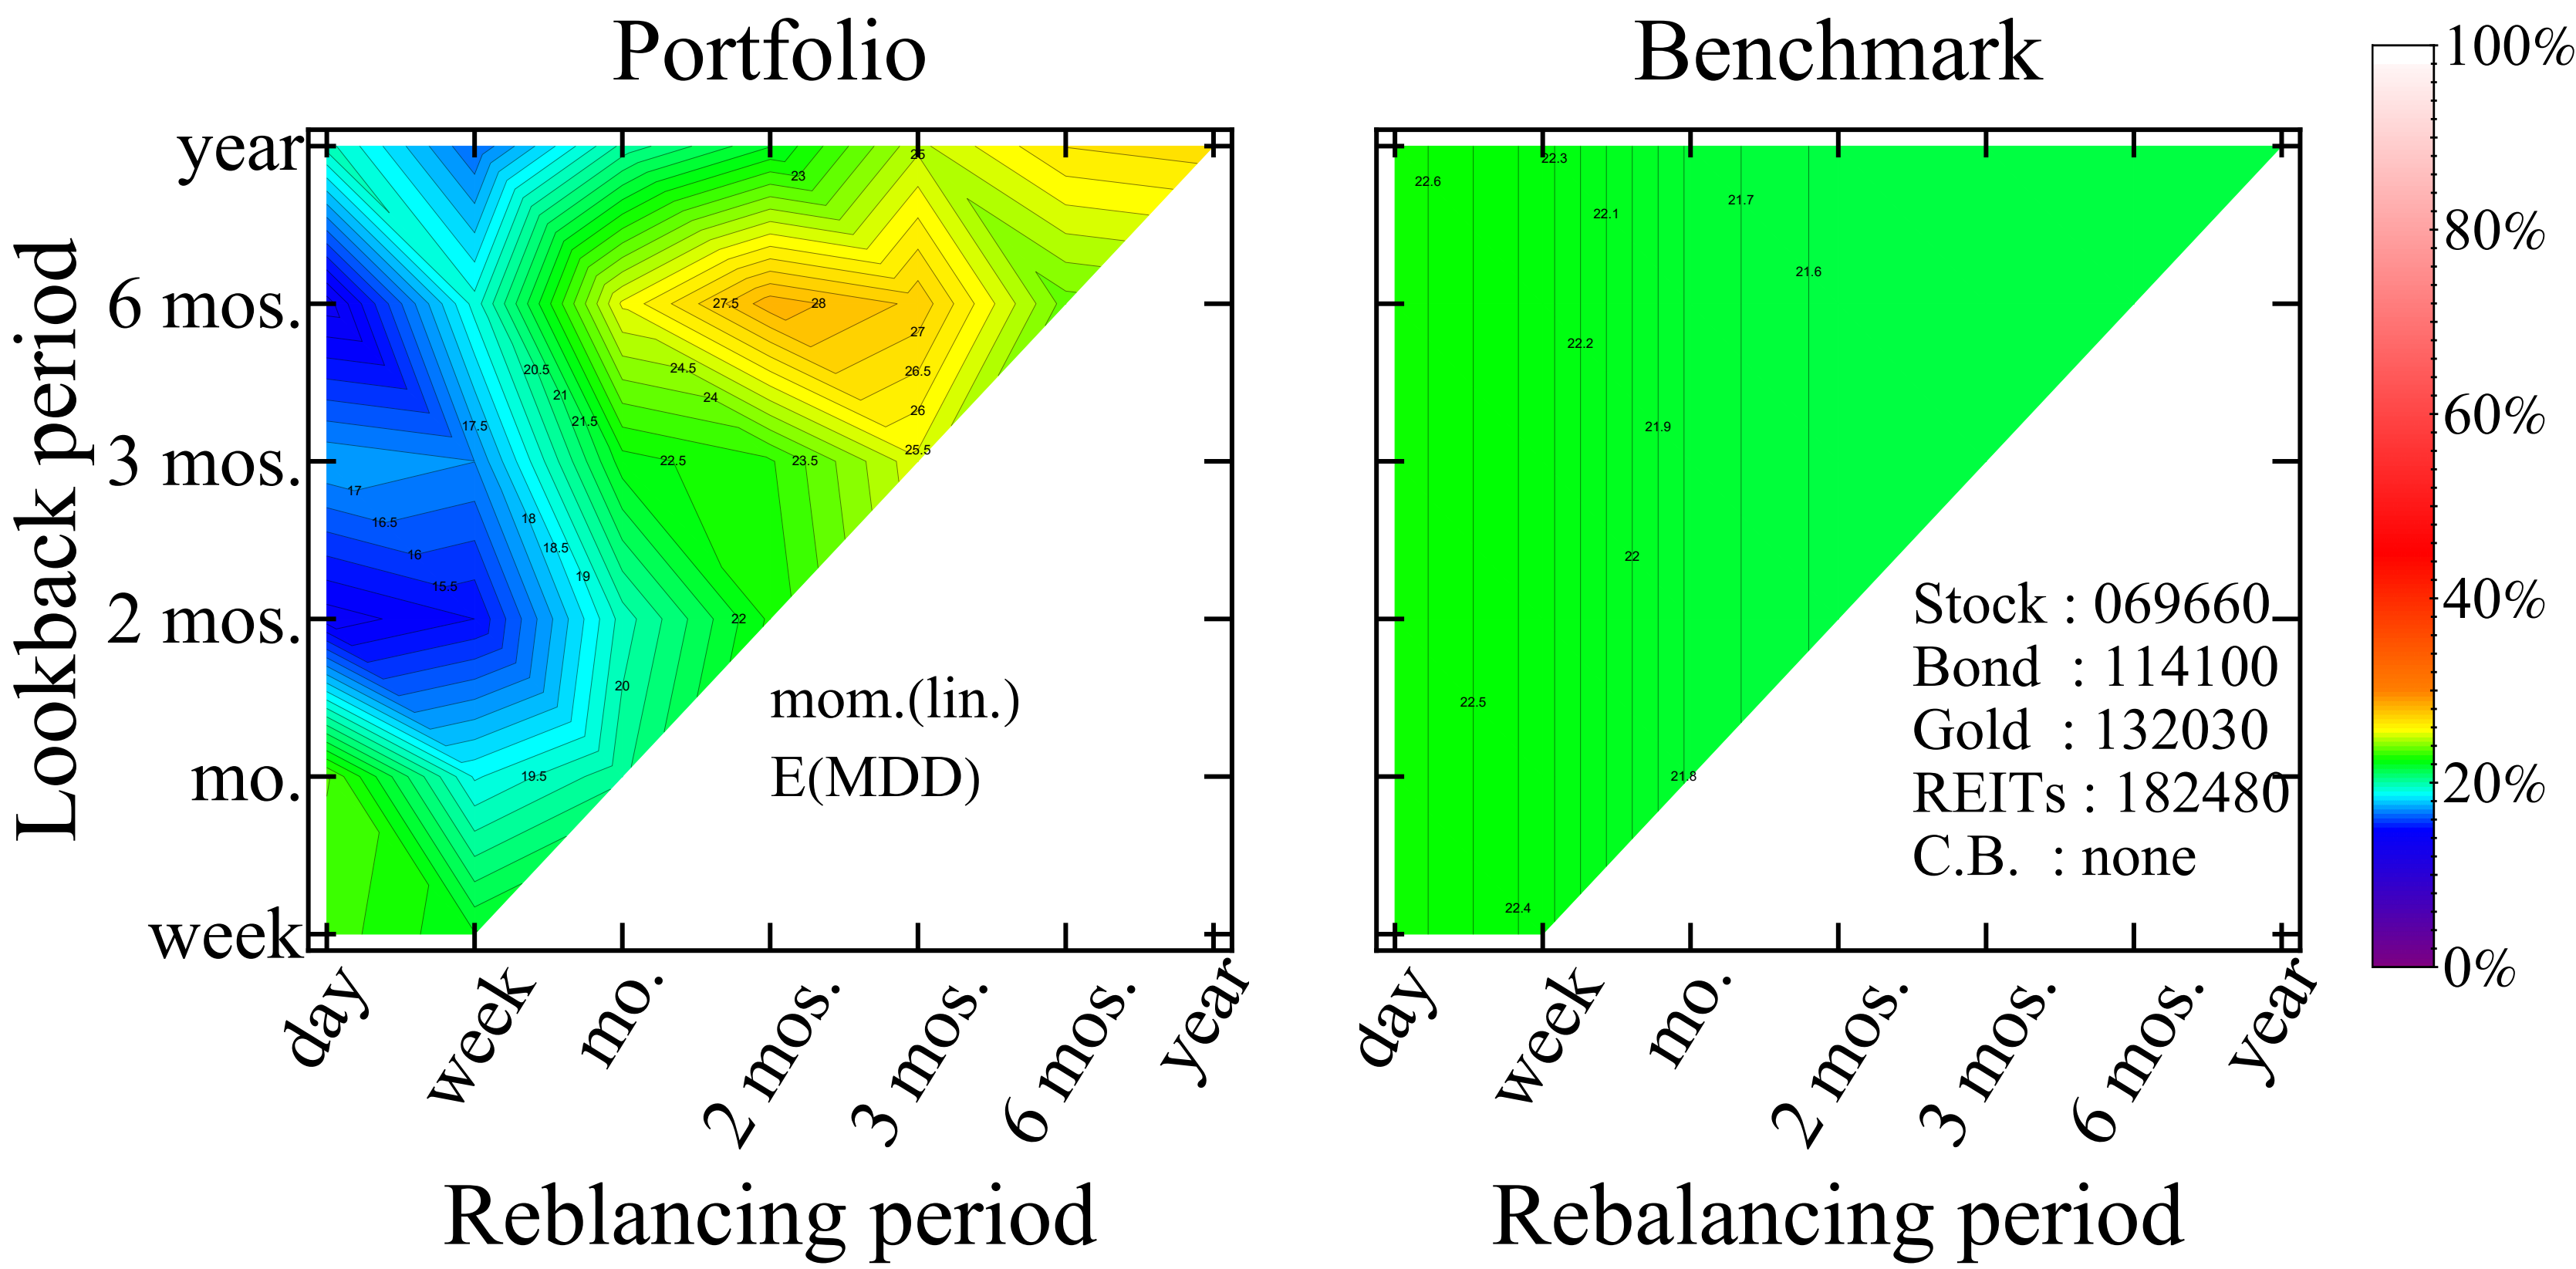 Portfolio
Benchmark
Lookback period
year
6 mos.
3 mos.
2 mos.
mo.
week
25
23
27.5
28
27
20.5
24.5
26.5
21
24
26
21.5
17.5
25.5
22.5
23.5
17
16.5
18
16
18.5
15.5
19
22
20
19.5
mom.(lin.)
E(MDD)
day
week
mo.
2 mos.
3 mos.
6 mos.
year
Reblancing period
22.3
22.6
21.7
22.1
21.6
22.2
21.9
22
22.5
21.8
22.4
Stock : 069660
Bond : 114100
Gold : 132030
REITs : 182480
C.B. : none
day
week
mo.
2 mos.
3 mos.
6 mos.
year
Rebalancing period
100%
80%
60%
40%
20%
0%